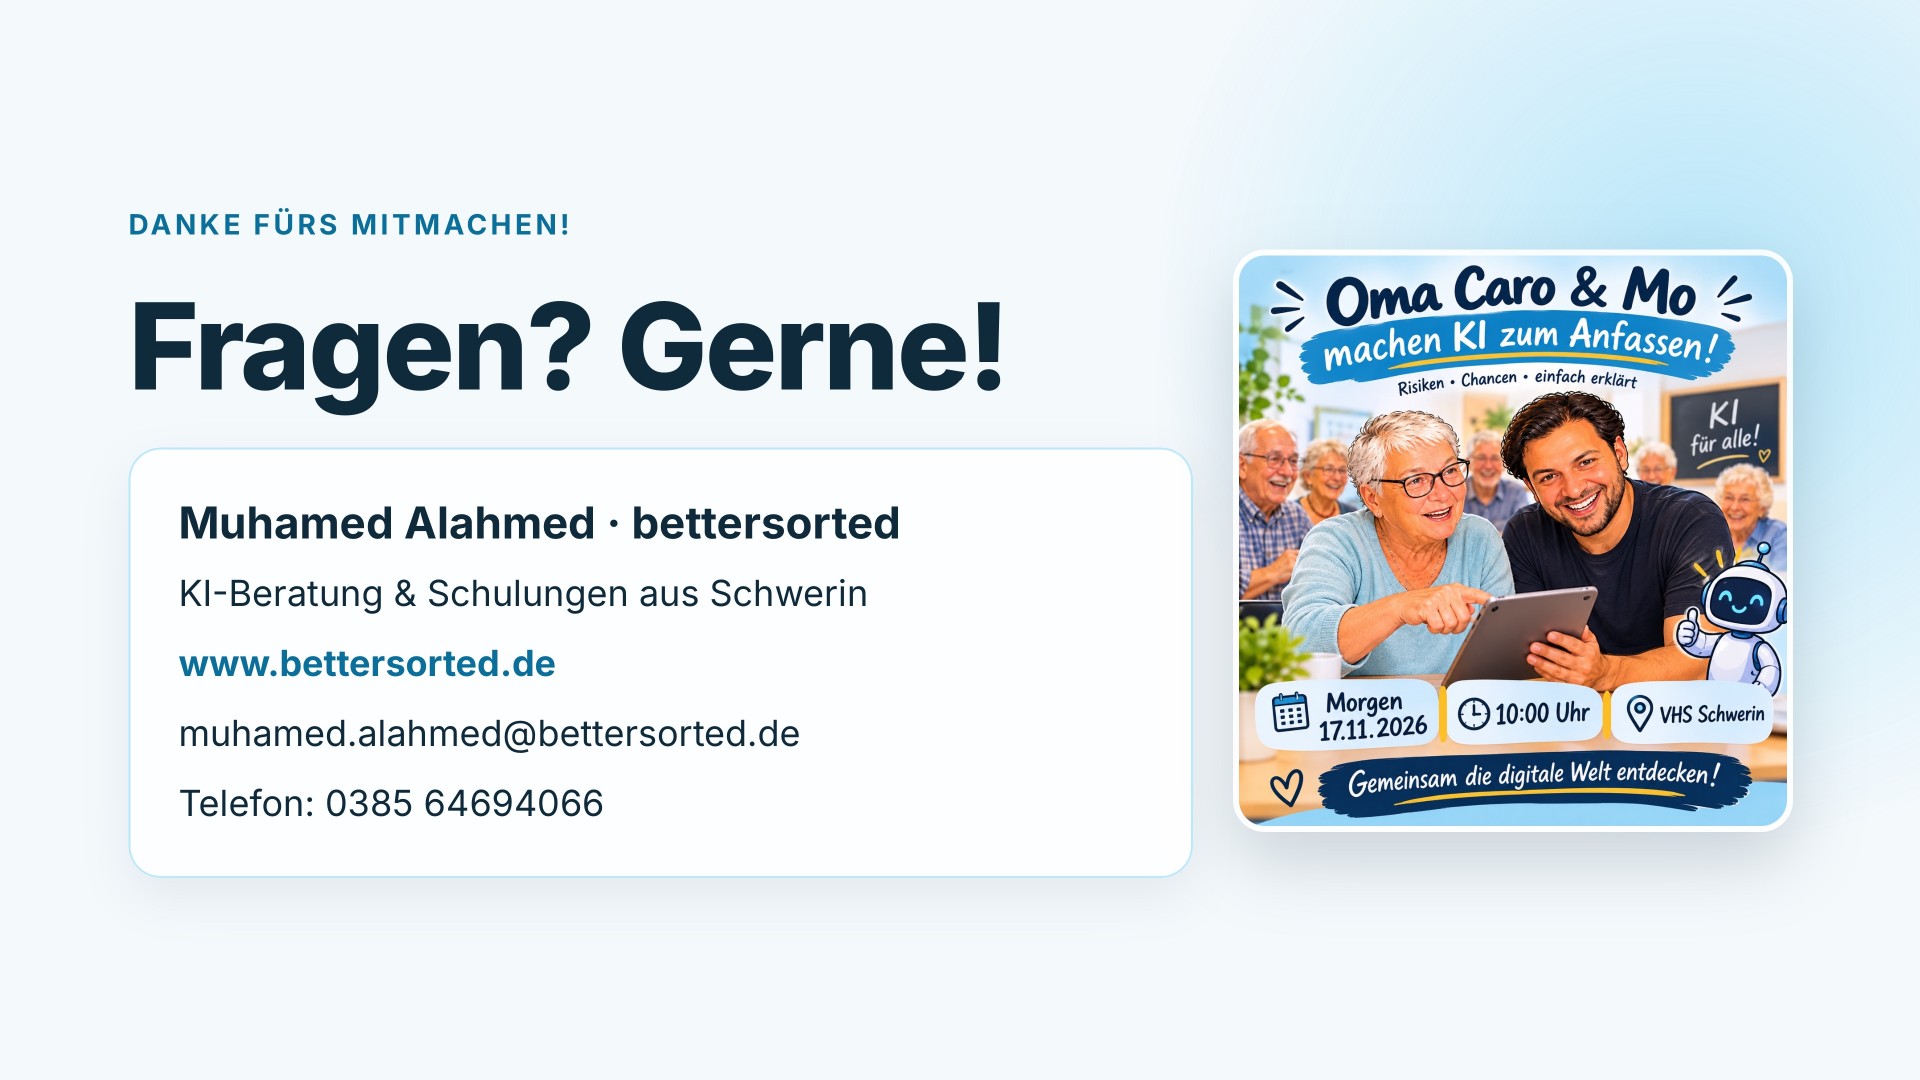 DANKE FÜRS MITMACHEN!
Fragen? Gerne!
Muhamed Alahmed · bettersorted
KI-Beratung & Schulungen aus Schwerin
www.bettersorted.de
muhamed.alahmed@bettersorted.de
Telefon: 0385 64694066
Oma Caro & Mo
machen KI zum Anfassen!
Risiken • Chancen • einfach erklärt
KI
für alle!
Morgen
17.11.2026
10:00 Uhr
VHS Schwerin
Gemeinsam die digitale Welt entdecken!